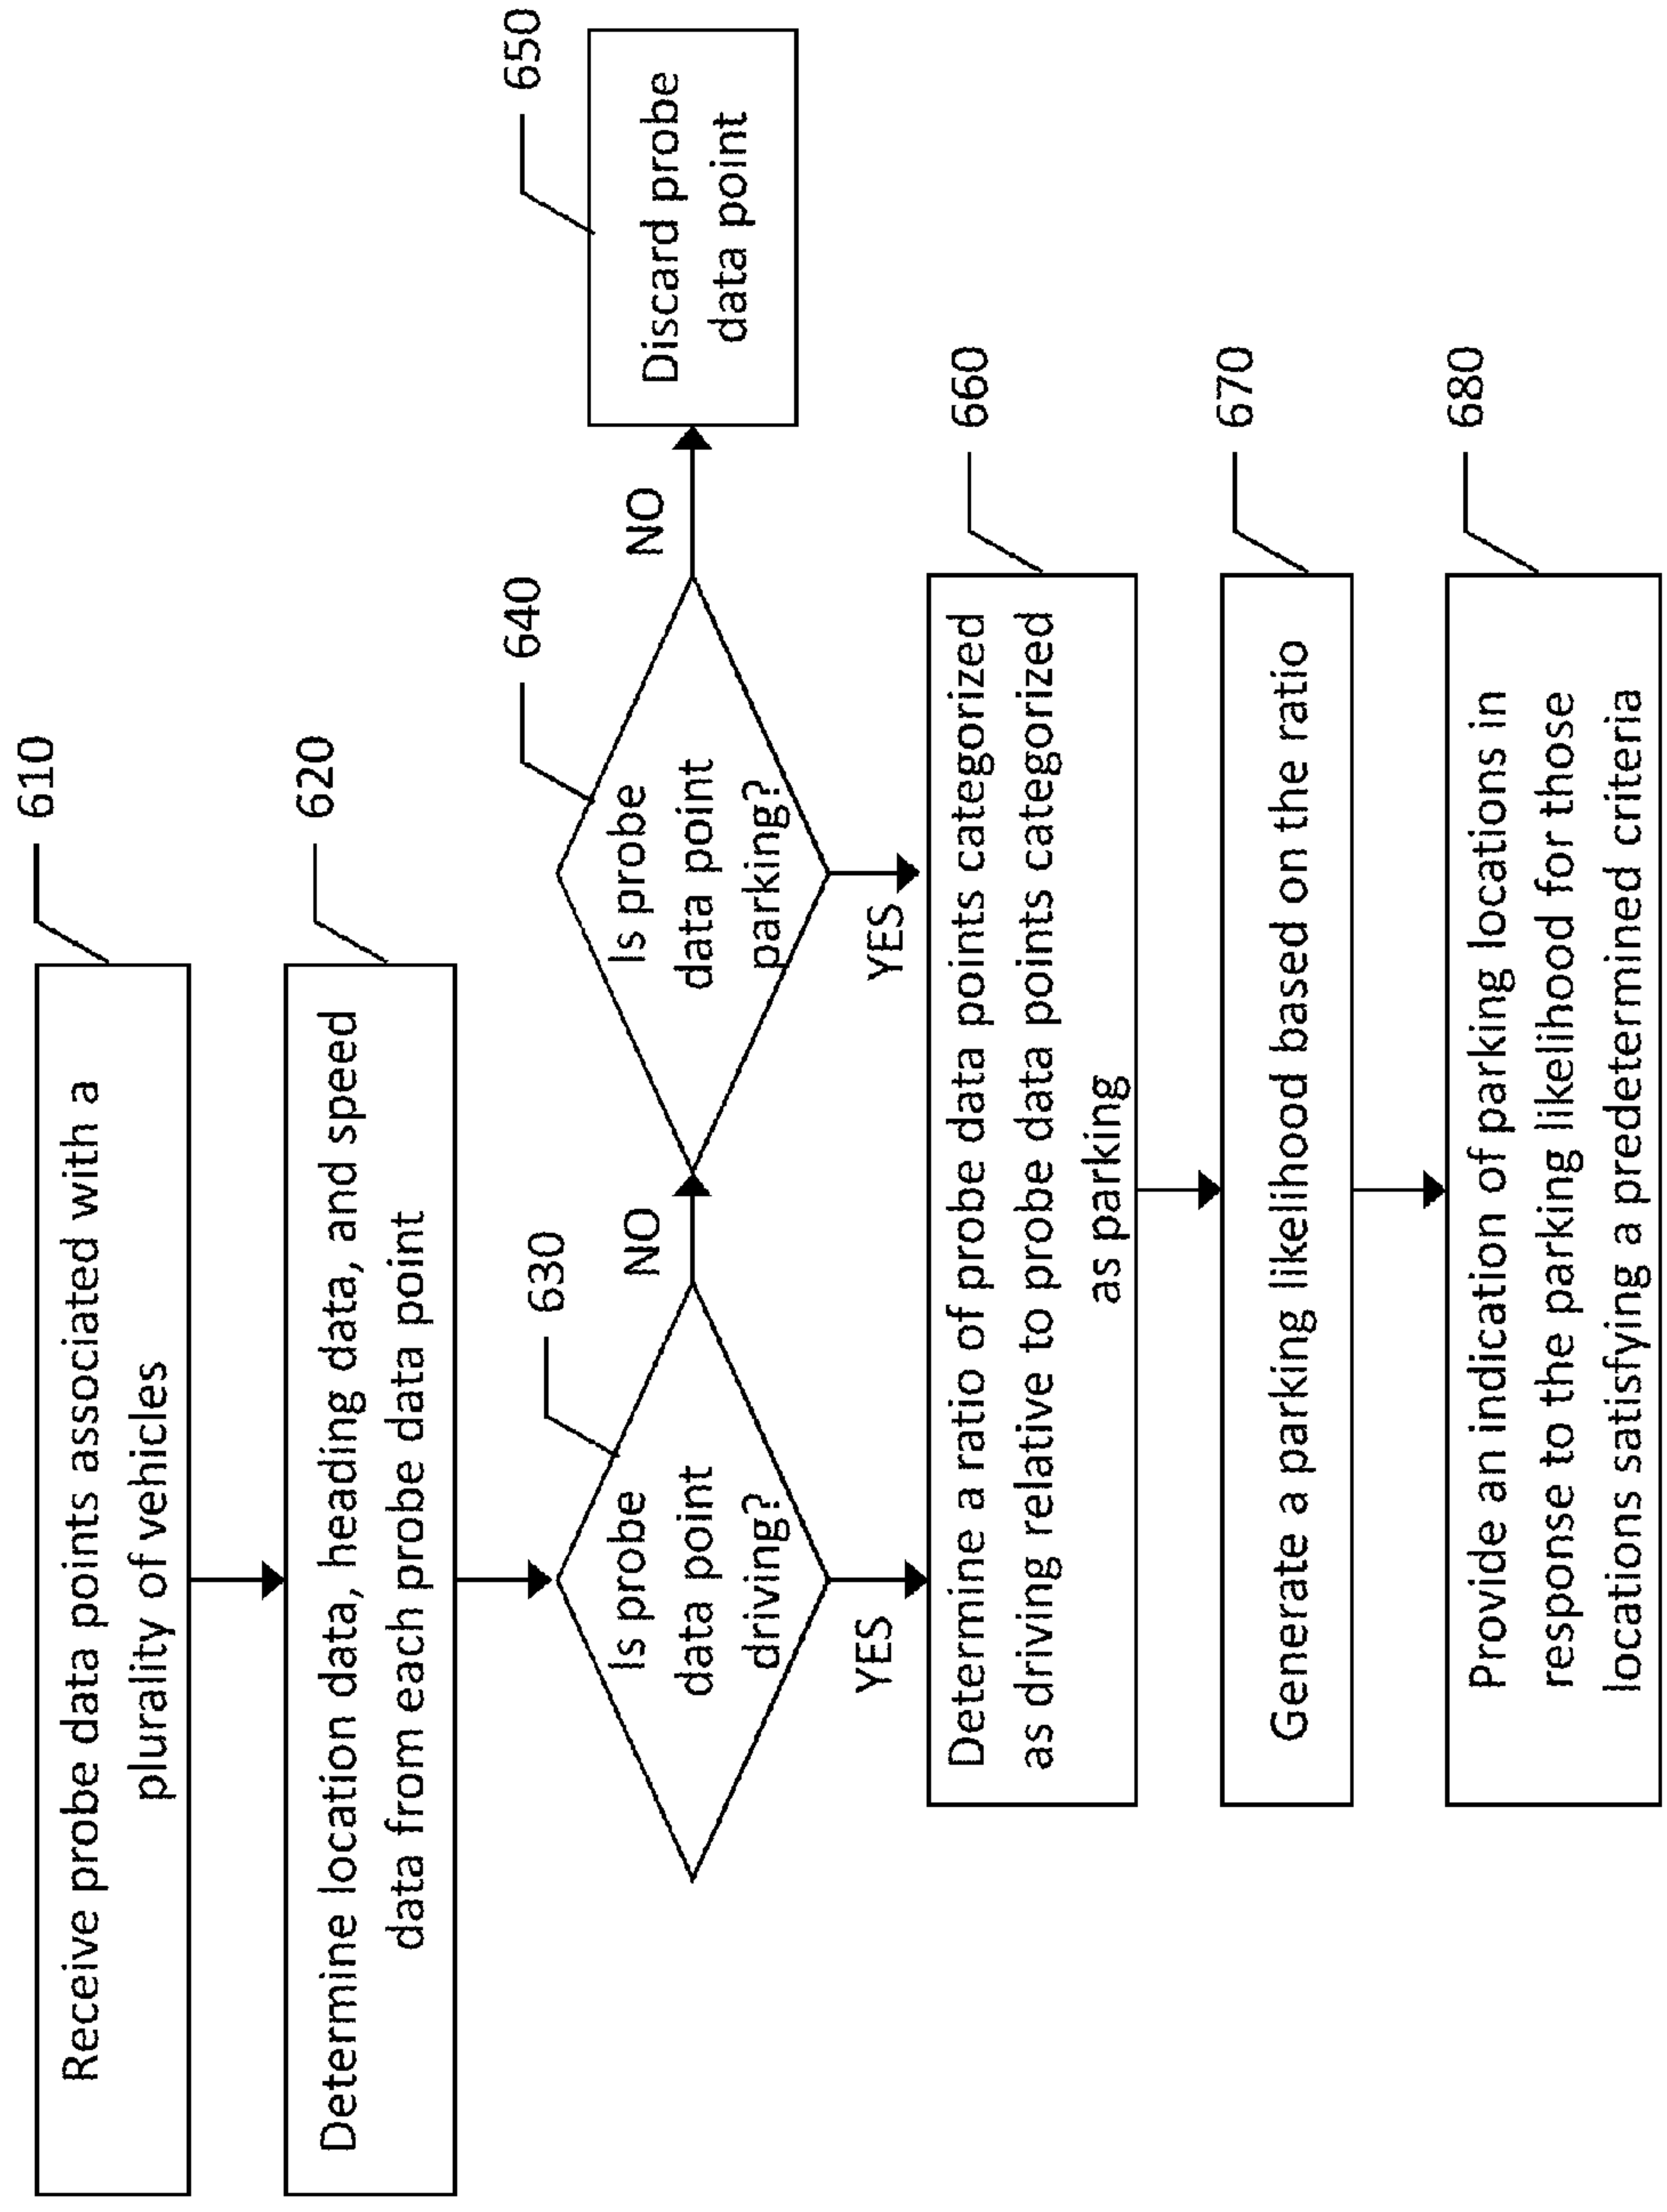 610
Receive probe data points associated with a
plurality of vehicles
620
Determine location data, heading data, and speed
data from each probe data point
630
Is probe
data point
driving?
NO
YES
640
Is probe
data point
parking?
NO
YES
650
Discard probe
data point
660
Determine a ratio of probe data points categorized
as driving relative to probe data points categorized
as parking
670
Generate a parking likelihood based on the ratio
680
Provide an indication of parking locations in
response to the parking likelihood for those
locations satisfying a predetermined criteria